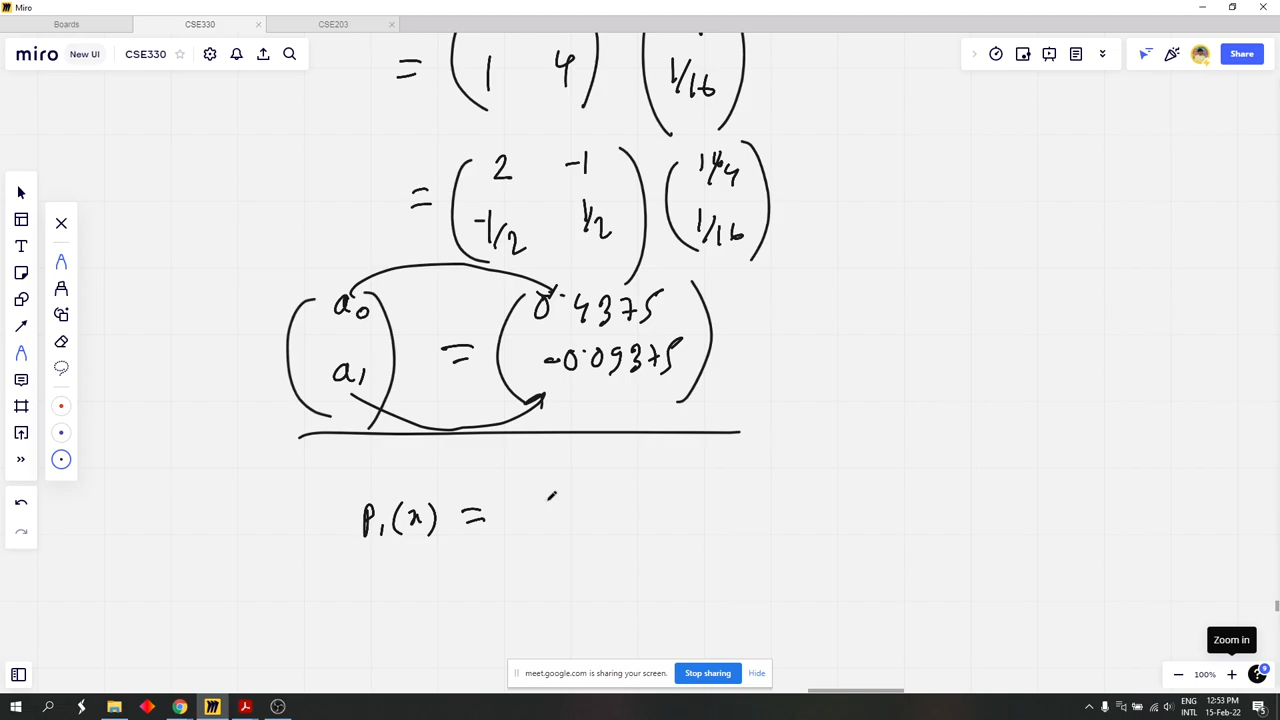 Miro
Boards
CSE330
CSE203
miro
New UI
CSE330
Share
= ( 1 4 ) ( 1/16 )
= ( 2 -1 ) ( 1/4 )
( -1/2 1/2 ) ( 1/16 )
( a0 ) = ( 0.4375 )
( a1 ) ( -0.09375 )
P1(x) =
Zoom in
meet.google.com is sharing your screen.
Stop sharing
Hide
100%
9
12:53 PM
INTL
15-Feb-22
5